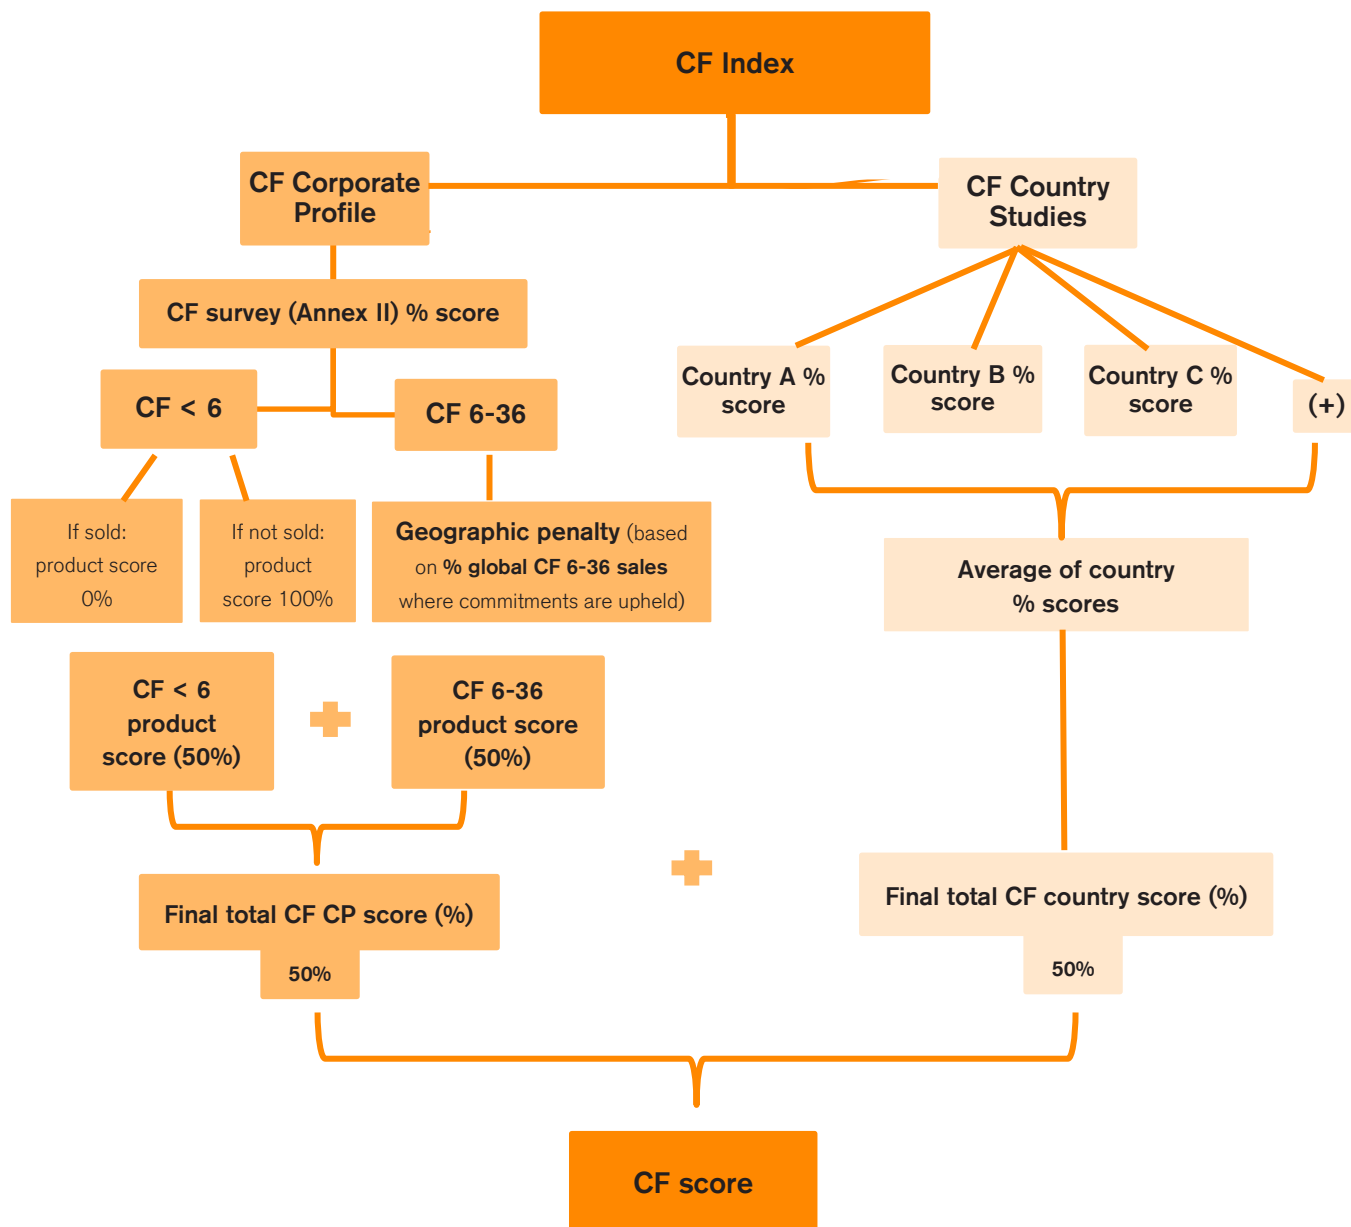 CF Index
CF Corporate
Profile
CF Country
Studies
CF survey (Annex II) % score
CF < 6
CF 6-36
Country A %
score
Country B %
score
Country C %
score
(+)
If sold:
product score
0%
If not sold:
product
score 100%
Geographic penalty (based
on % global CF 6-36 sales
where commitments are upheld)
Average of country
% scores
CF < 6
product
score (50%)
CF 6-36
product score
(50%)
Final total CF CP score (%)
50%
Final total CF country score (%)
50%
CF score